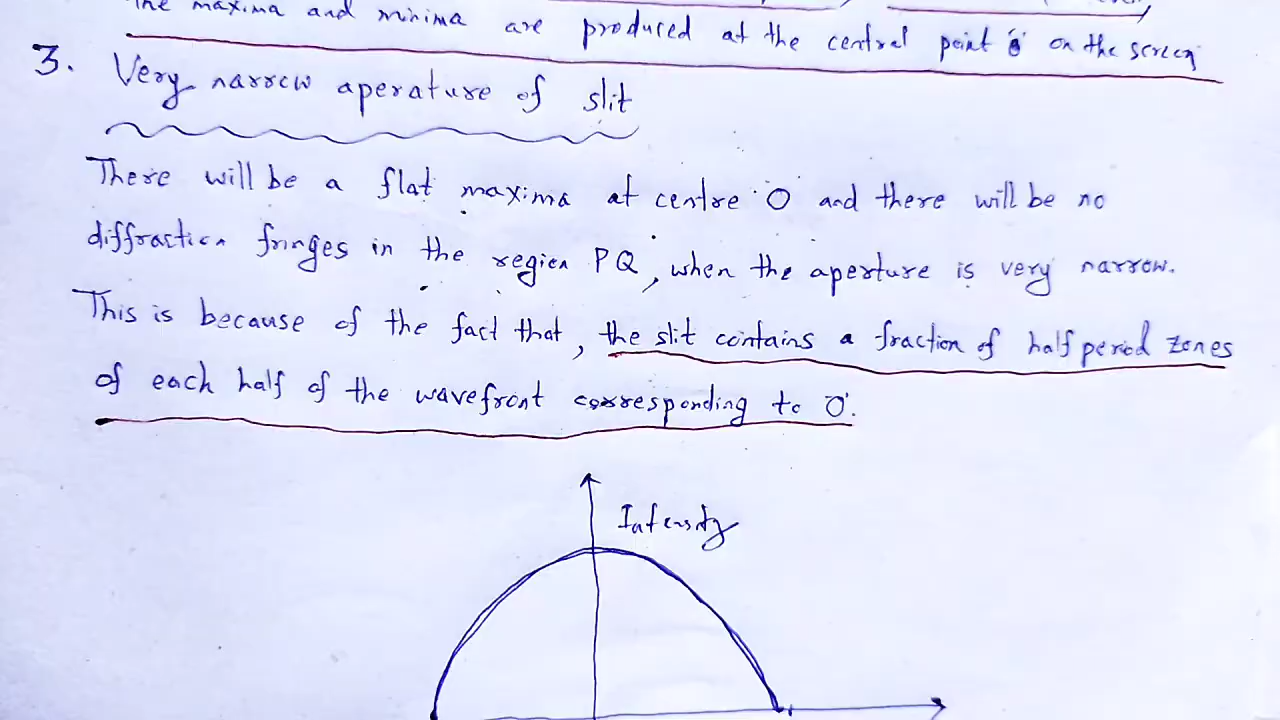 The maxima and minima are produced at the central point 'O' on the screen
3. Very narrow aperature of slit
There will be a flat maxima at centre 'O' and there will be no
diffraction fringes in the region PQ, when the aperture is very narrow.
This is because of the fact that, the slit contains a fraction of half period zones
of each half of the wavefront corresponding to 'O'.
Intensity